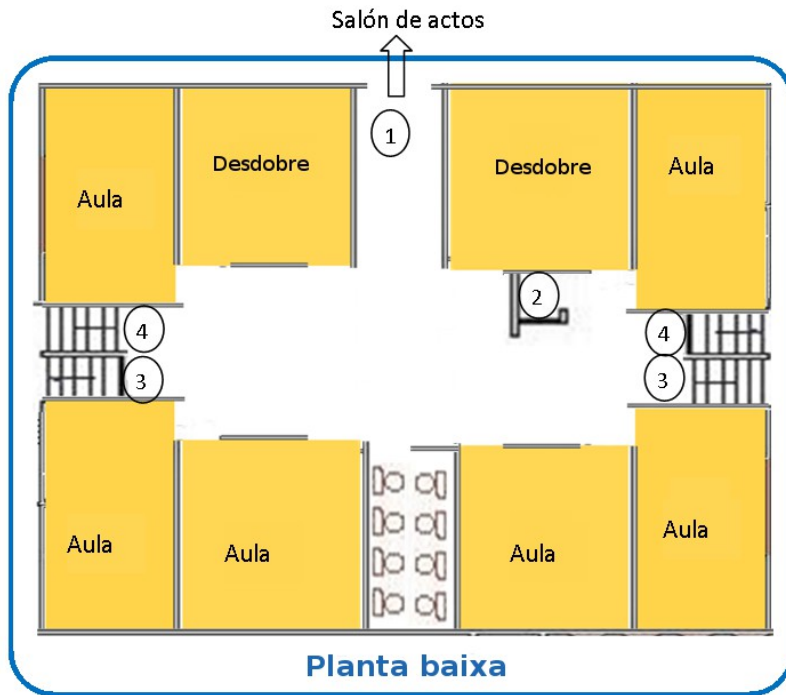 Salón de actos
1
Desdobre
Desdobre
Aula
Aula
2
4
4
3
3
Aula
Aula
Aula
Aula
Planta baixa